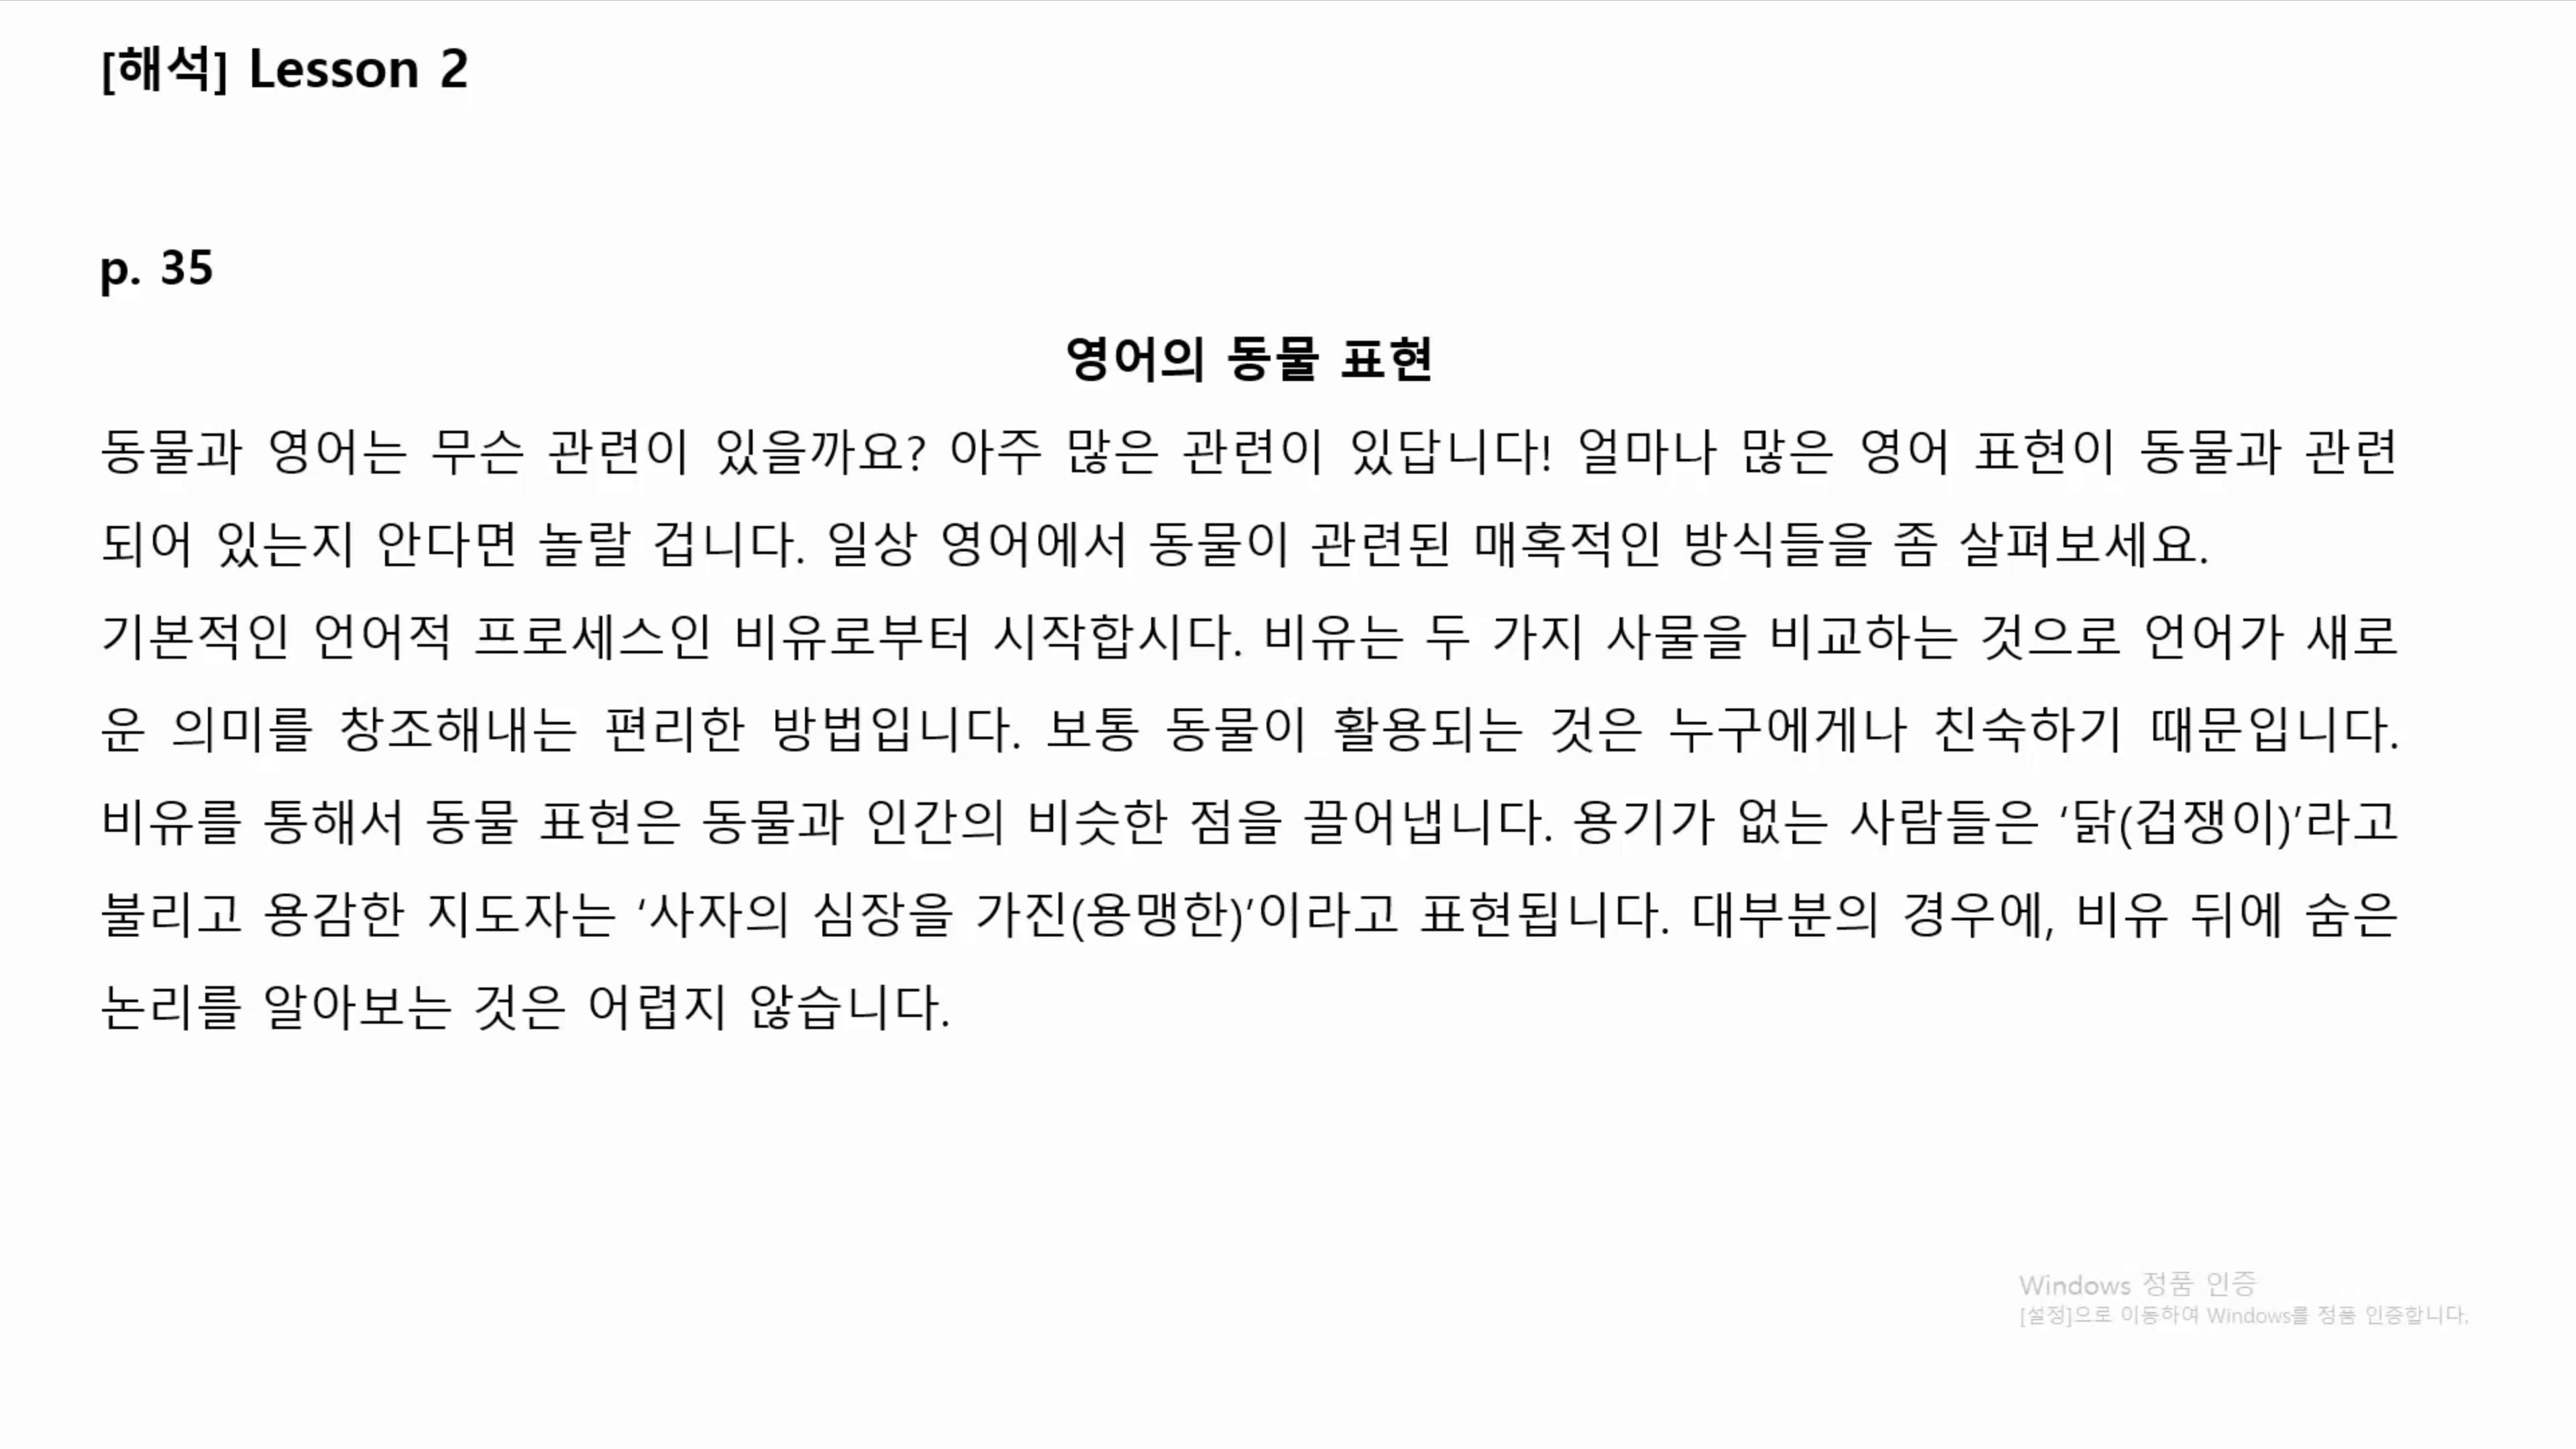 [해석] Lesson 2
p. 35
영어의 동물 표현
동물과 영어는 무슨 관련이 있을까요? 아주 많은 관련이 있답니다! 얼마나 많은 영어 표현이 동물과 관련
되어 있는지 안다면 놀랄 겁니다. 일상 영어에서 동물이 관련된 매혹적인 방식들을 좀 살펴보세요.
기본적인 언어적 프로세스인 비유로부터 시작합시다. 비유는 두 가지 사물을 비교하는 것으로 언어가 새로
운 의미를 창조해내는 편리한 방법입니다. 보통 동물이 활용되는 것은 누구에게나 친숙하기 때문입니다.
비유를 통해서 동물 표현은 동물과 인간의 비슷한 점을 끌어냅니다. 용기가 없는 사람들은 ‘닭(겁쟁이)’라고
불리고 용감한 지도자는 ‘사자의 심장을 가진(용맹한)’이라고 표현됩니다. 대부분의 경우에, 비유 뒤에 숨은
논리를 알아보는 것은 어렵지 않습니다.
Windows 정품 인증
[설정]으로 이동하여 Windows를 정품 인증합니다.